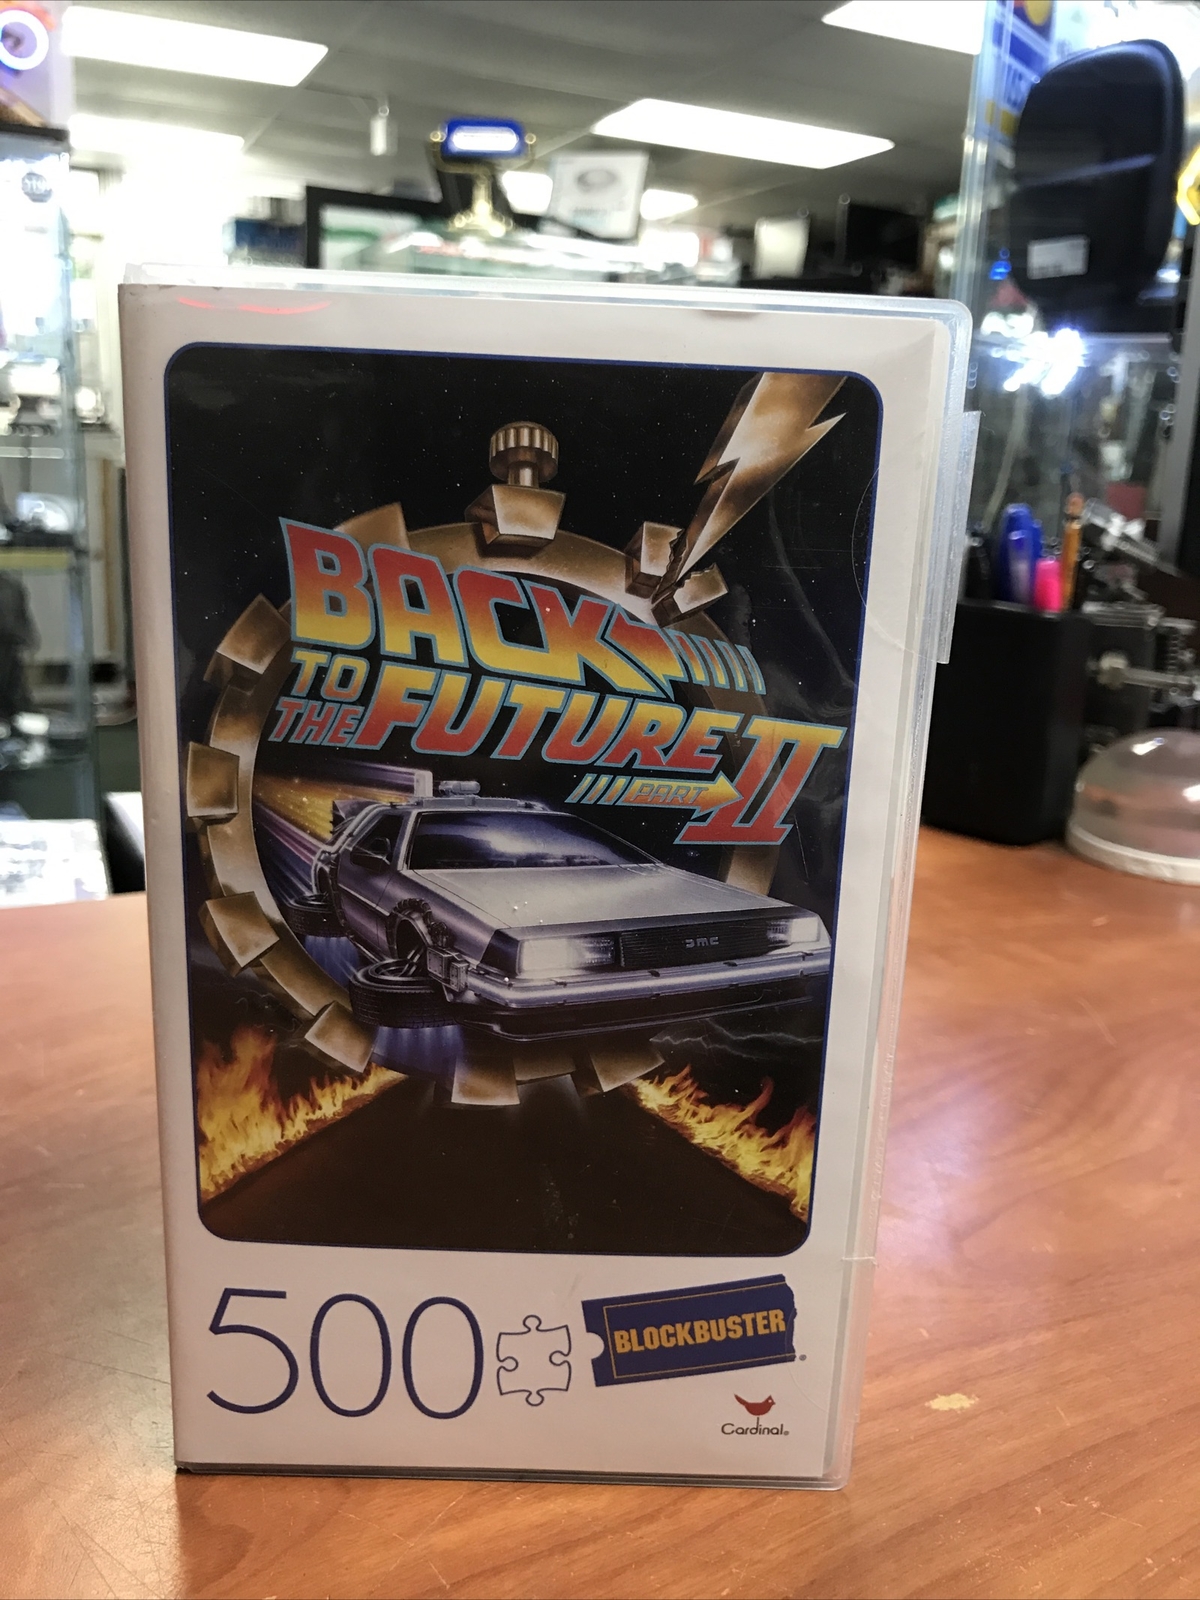 BACK
TO
THE FUTURE II
PART
DMC
500
BLOCKBUSTER
Cardinal®